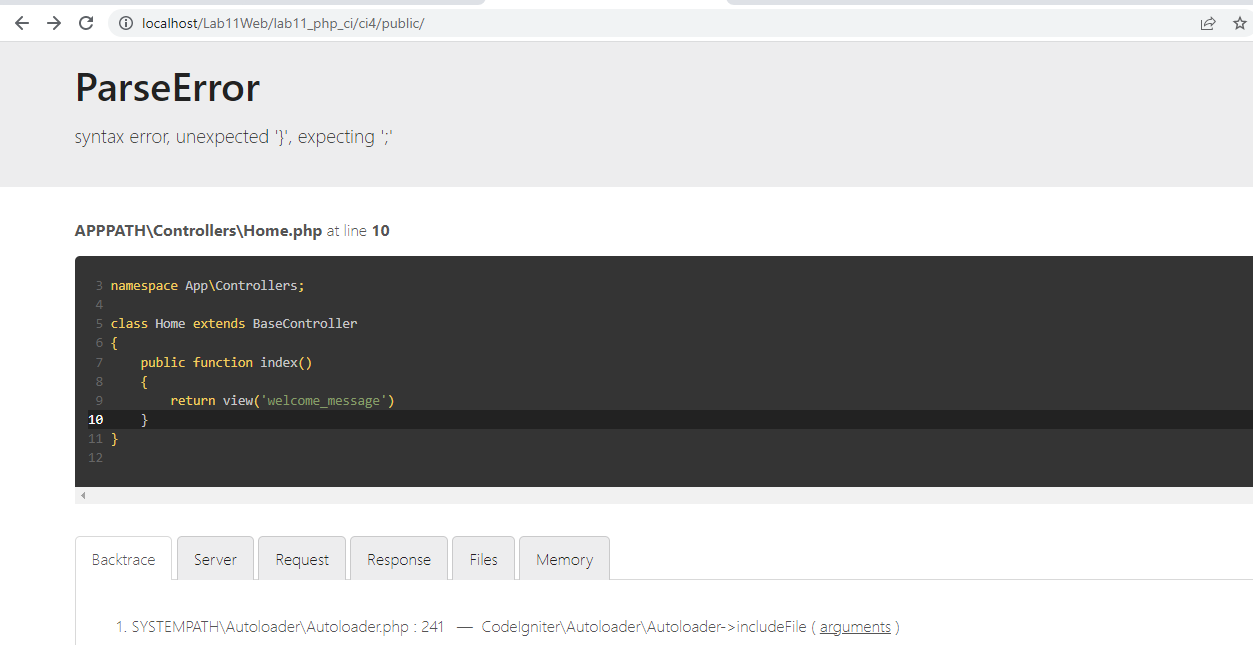 localhost/Lab11Web/lab11_php_ci/ci4/public/
ParseError
syntax error, unexpected '}', expecting ';'
APPPATH\Controllers\Home.php at line 10
3 namespace App\Controllers;
4
5 class Home extends BaseController
6 {
7     public function index()
8     {
9         return view('welcome_message')
10     }
11 }
12
Backtrace Server Request Response Files Memory
1. SYSTEMPATH\Autoloader\Autoloader.php : 241 — CodeIgniter\Autoloader\Autoloader->includeFile ( arguments )